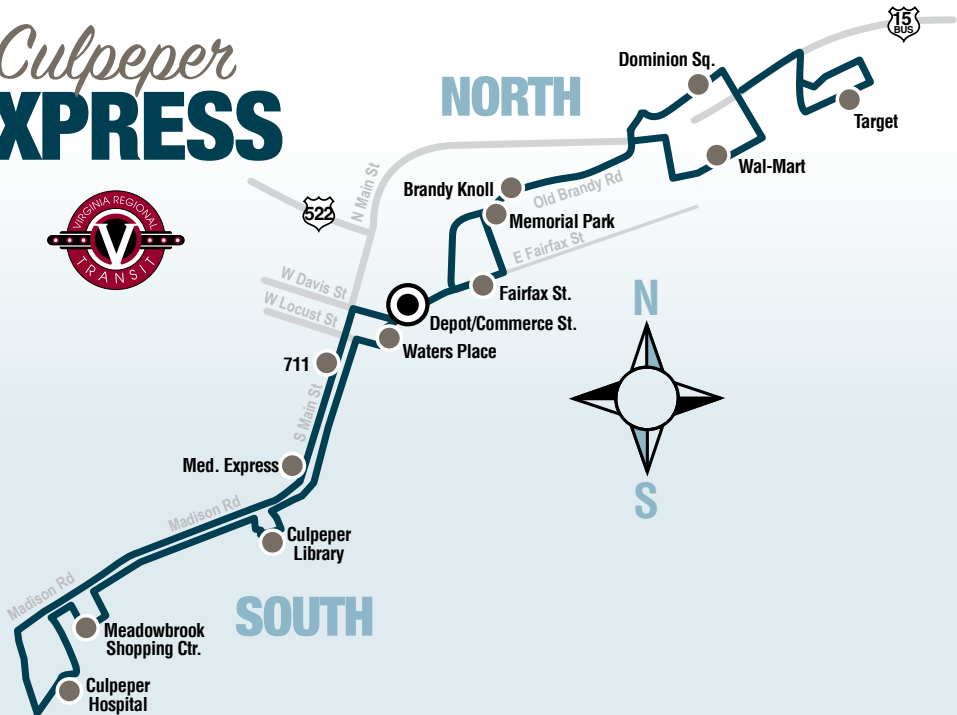 Culpeper
XPRESS
VIRGINIA REGIONAL
V
TRANSIT
NORTH
15
BUS
Dominion Sq.
Target
Wal-Mart
Brandy Knoll
Old Brandy Rd
Memorial Park
E Fairfax St
522
N Main St
W Davis St
W Locust St
Fairfax St.
Depot/Commerce St.
Waters Place
711
S Main St
N
S
Med. Express
Madison Rd
Culpeper
Library
Madison Rd
SOUTH
Meadowbrook
Shopping Ctr.
Culpeper
Hospital